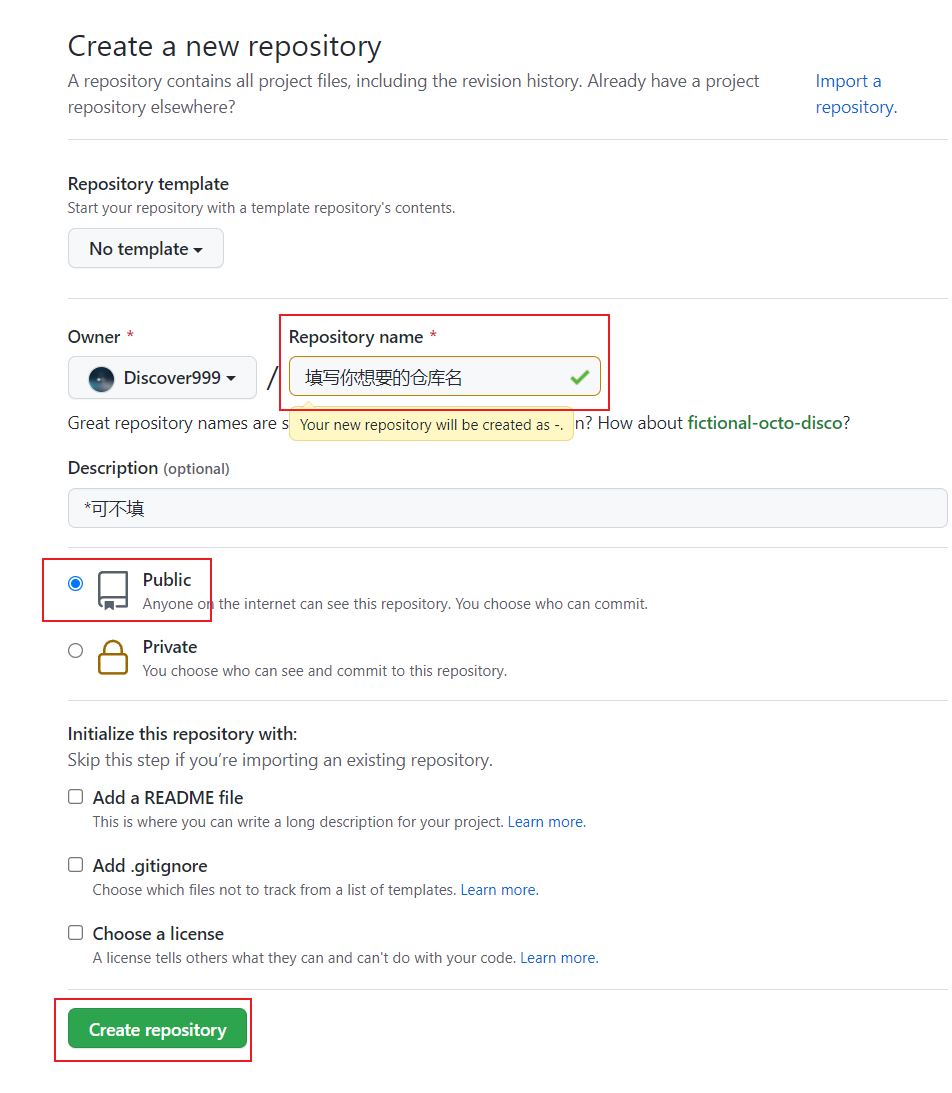 Create a new repository
A repository contains all project files, including the revision history. Already have a project
repository elsewhere?
Import a
repository.
Repository template
Start your repository with a template repository's contents.
No template
Owner *
Repository name *
Discover999
/
填写你想要的仓库名
Great repository names are s
Your new repository will be created as -.
n? How about fictional-octo-disco?
Description (optional)
*可不填
Public
Anyone on the internet can see this repository. You choose who can commit.
Private
You choose who can see and commit to this repository.
Initialize this repository with:
Skip this step if you’re importing an existing repository.
Add a README file
This is where you can write a long description for your project. Learn more.
Add .gitignore
Choose which files not to track from a list of templates. Learn more.
Choose a license
A license tells others what they can and can't do with your code. Learn more.
Create repository